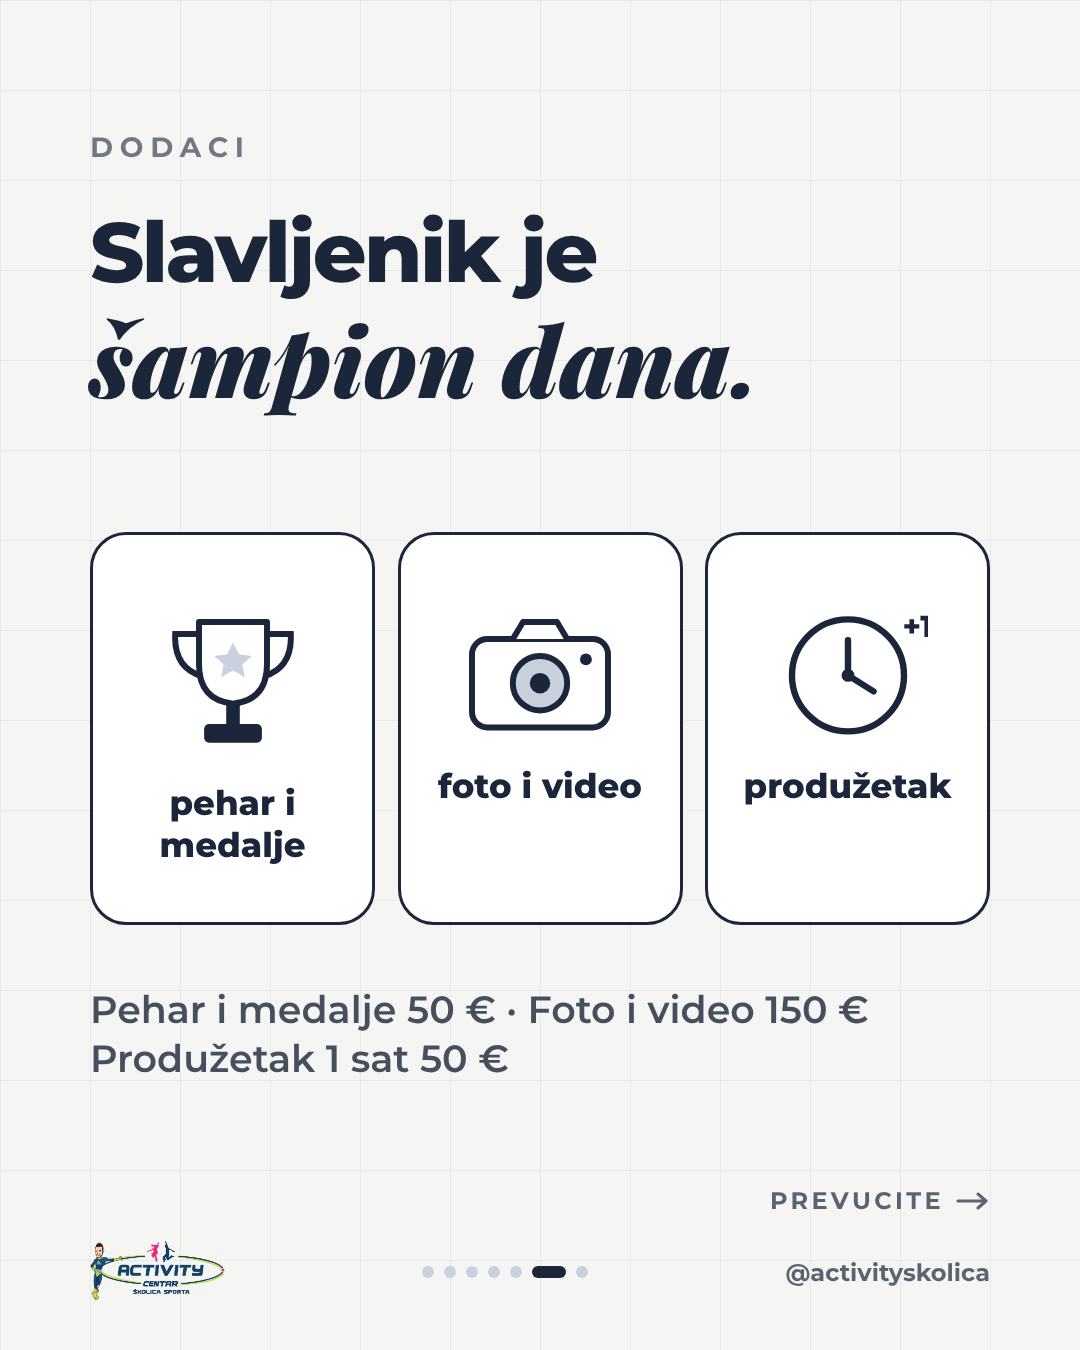 DODACI
Slavljenik je
šampion dana.
+1
pehar i
medalje
foto i video
produžetak
Pehar i medalje 50 € · Foto i video 150 €
Produžetak 1 sat 50 €
PREVUCITE →
ACTIVITY
CENTAR
ŠKOLICA SPORTA
@activityskolica